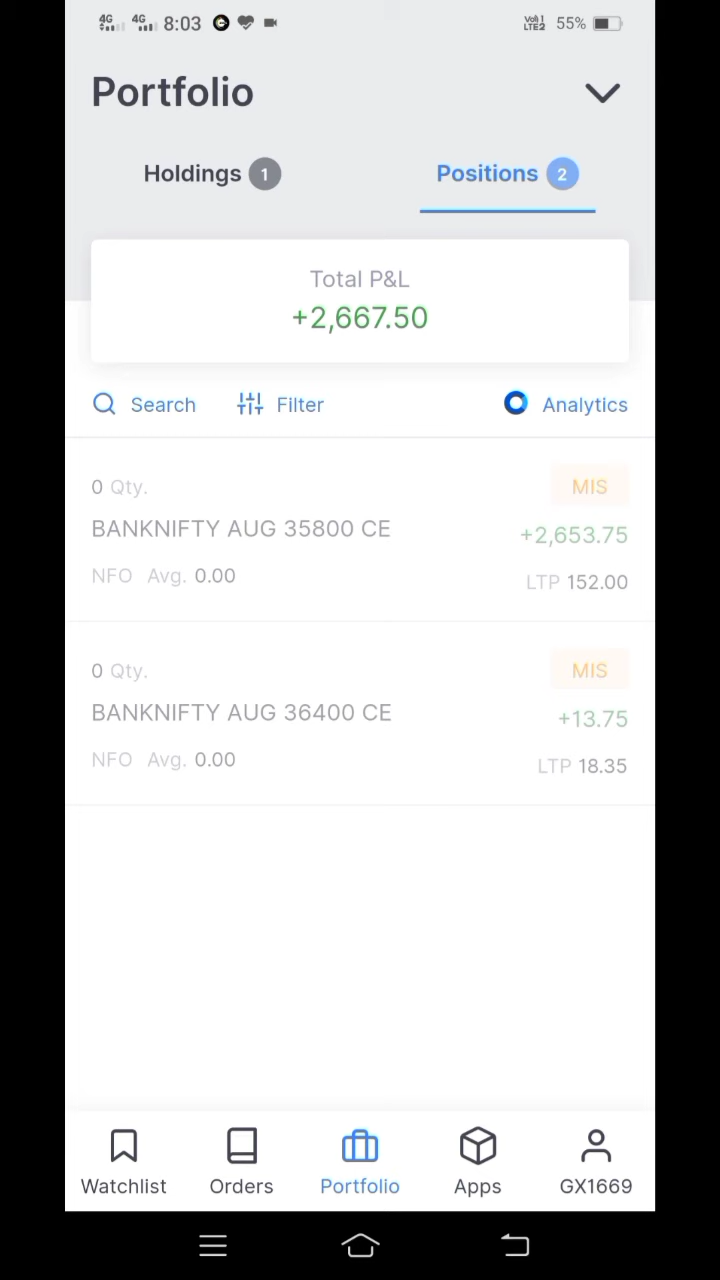 4G 4G 8:03 VoB1 LTE2 55%
Portfolio
Holdings 1 Positions 2
Total P&L
+2,667.50
Search Filter Analytics
0 Qty. MIS
BANKNIFTY AUG 35800 CE +2,653.75
NFO Avg. 0.00 LTP 152.00
0 Qty. MIS
BANKNIFTY AUG 36400 CE +13.75
NFO Avg. 0.00 LTP 18.35
Watchlist Orders Portfolio Apps GX1669